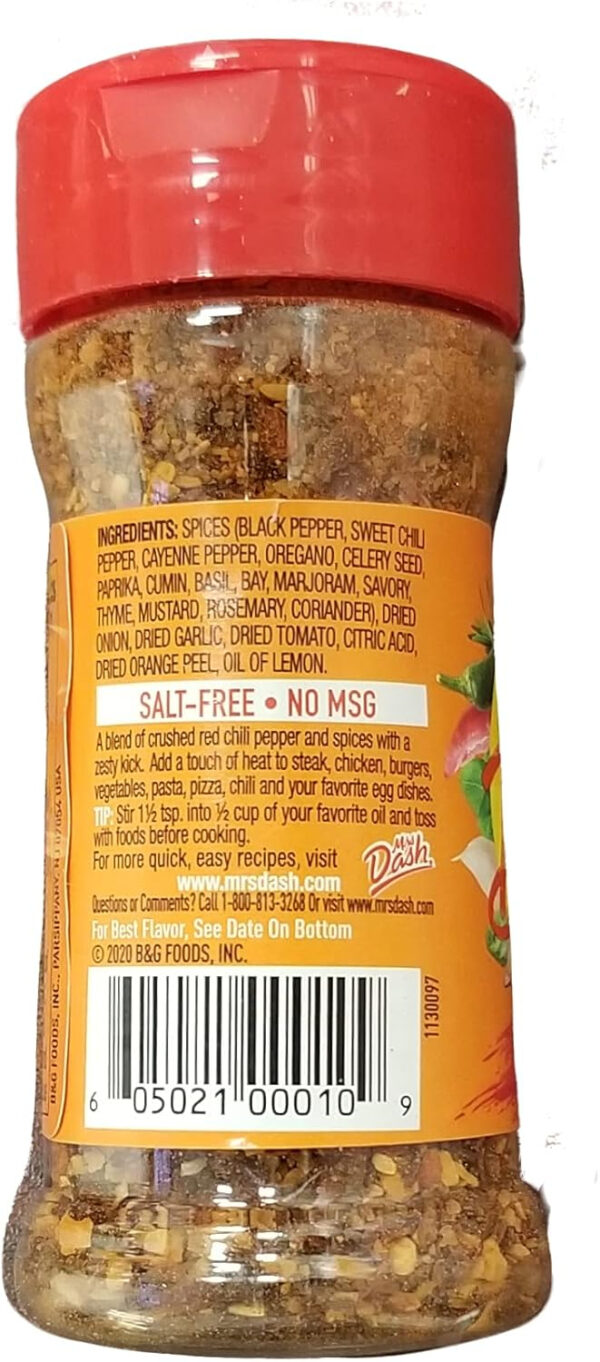 INGREDIENTS: SPICES (BLACK PEPPER, SWEET CHILI
PEPPER, CAYENNE PEPPER, OREGANO, CELERY SEED,
PAPRIKA, CUMIN, BASIL, BAY, MARJORAM, SAVORY,
THYME, MUSTARD, ROSEMARY, CORIANDER), DRIED
ONION, DRIED GARLIC, DRIED TOMATO, CITRIC ACID,
DRIED ORANGE PEEL, OIL OF LEMON.
SALT-FREE • NO MSG
A blend of crushed red chili pepper and spices with a
zesty kick. Add a touch of heat to steak, chicken, burgers,
vegetables, pasta, pizza, chili and your favorite egg dishes.
TIP: Stir 1½ tsp. into ½ cup of your favorite oil and toss
with foods before cooking.
For more quick, easy recipes, visit
www.mrsdash.com
Mrs Dash
Questions or Comments? Call 1-800-813-3268 Or visit www.mrsdash.com
For Best Flavor, See Date On Bottom
© 2020 B&G FOODS, INC.
1130097
6 05021 00010 9
B&G FOODS, INC., PARSIPPANY, NJ 07054 USA